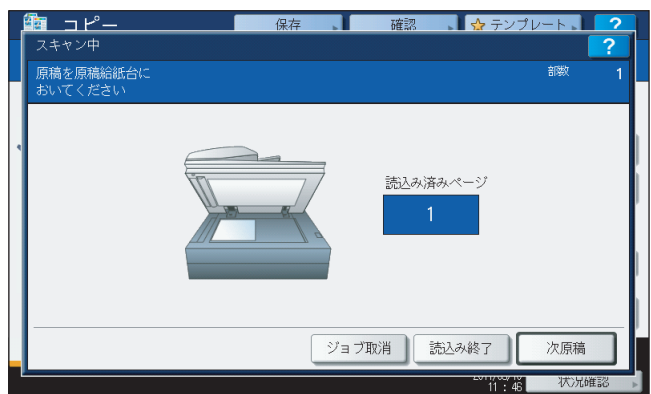 コピー
保存
確認
テンプレート
?
スキャン中
?
原稿を原稿給紙台に
おいてください
部数 1
読込み済みページ
1
ジョブ取消
読込み終了
次原稿
11 : 46
状況確認